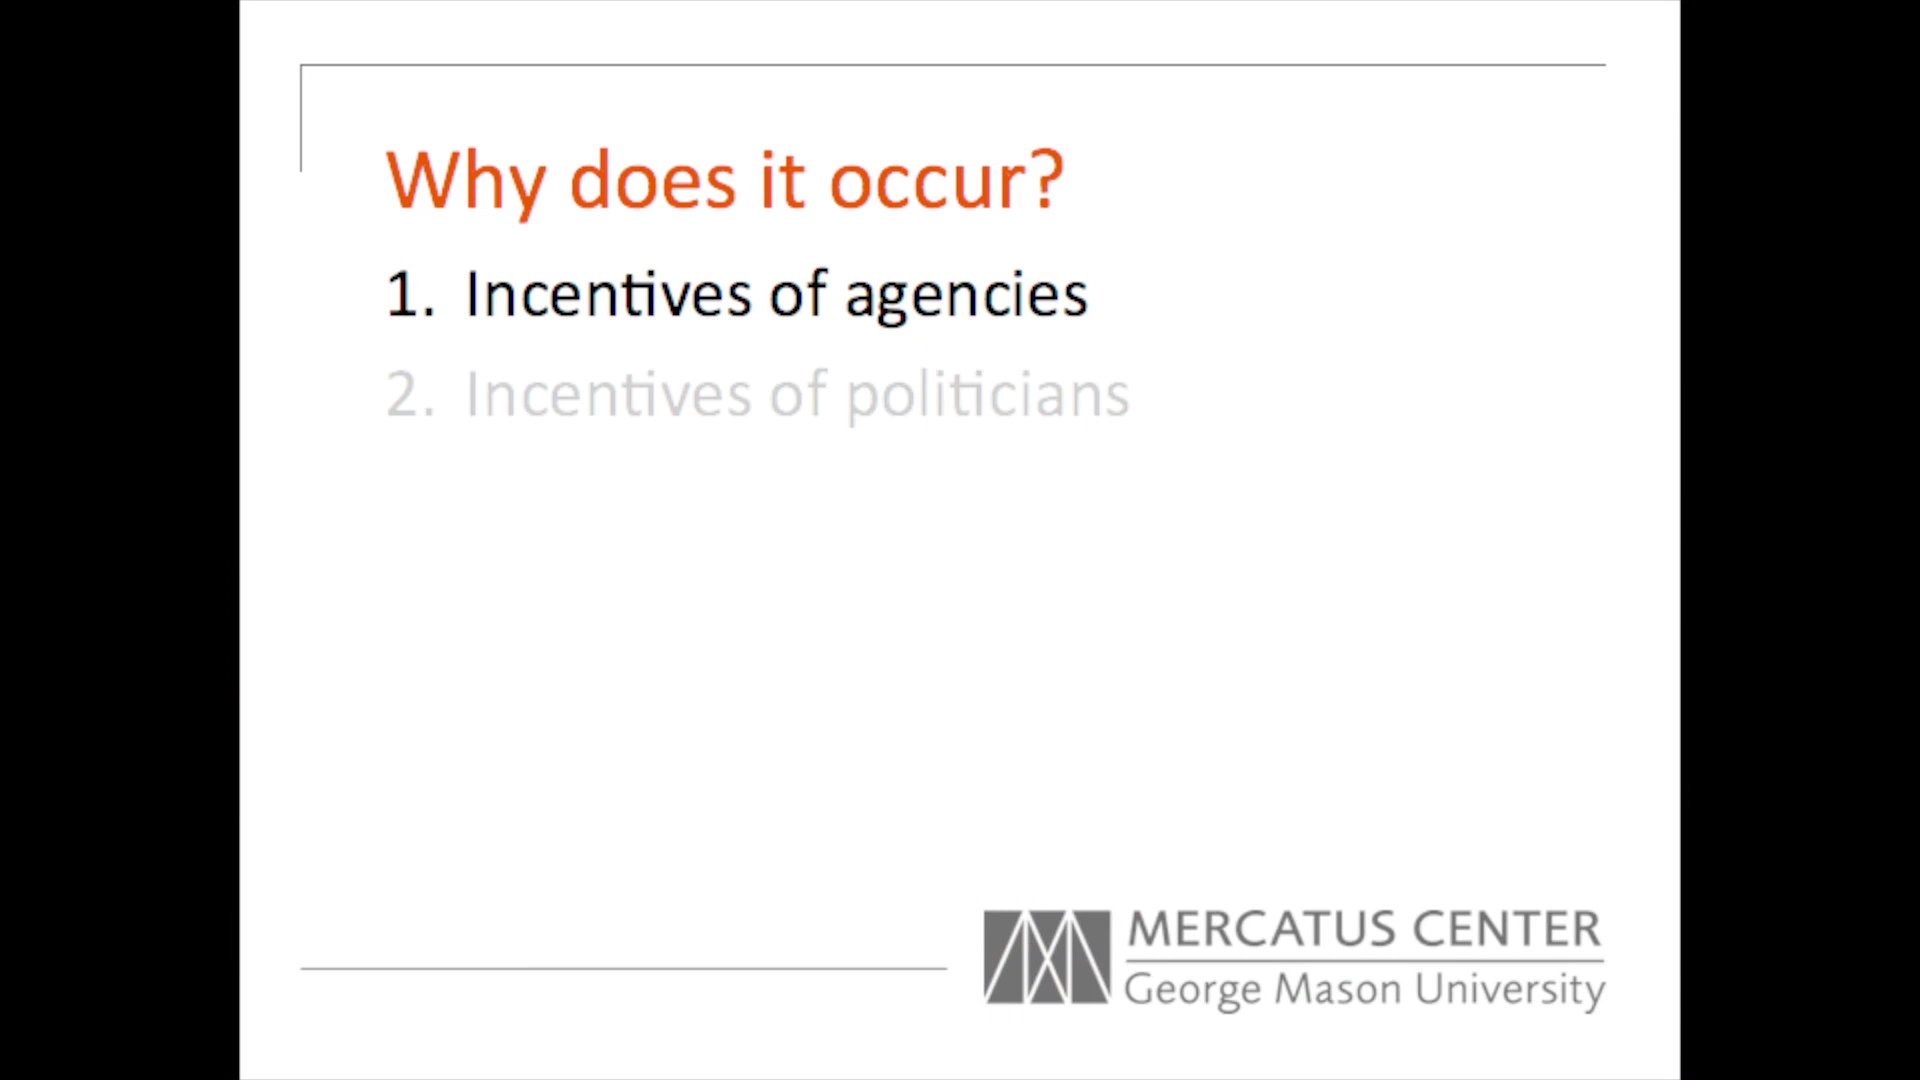 Why does it occur?
1. Incentives of agencies
2. Incentives of politicians
MERCATUS CENTER
George Mason University